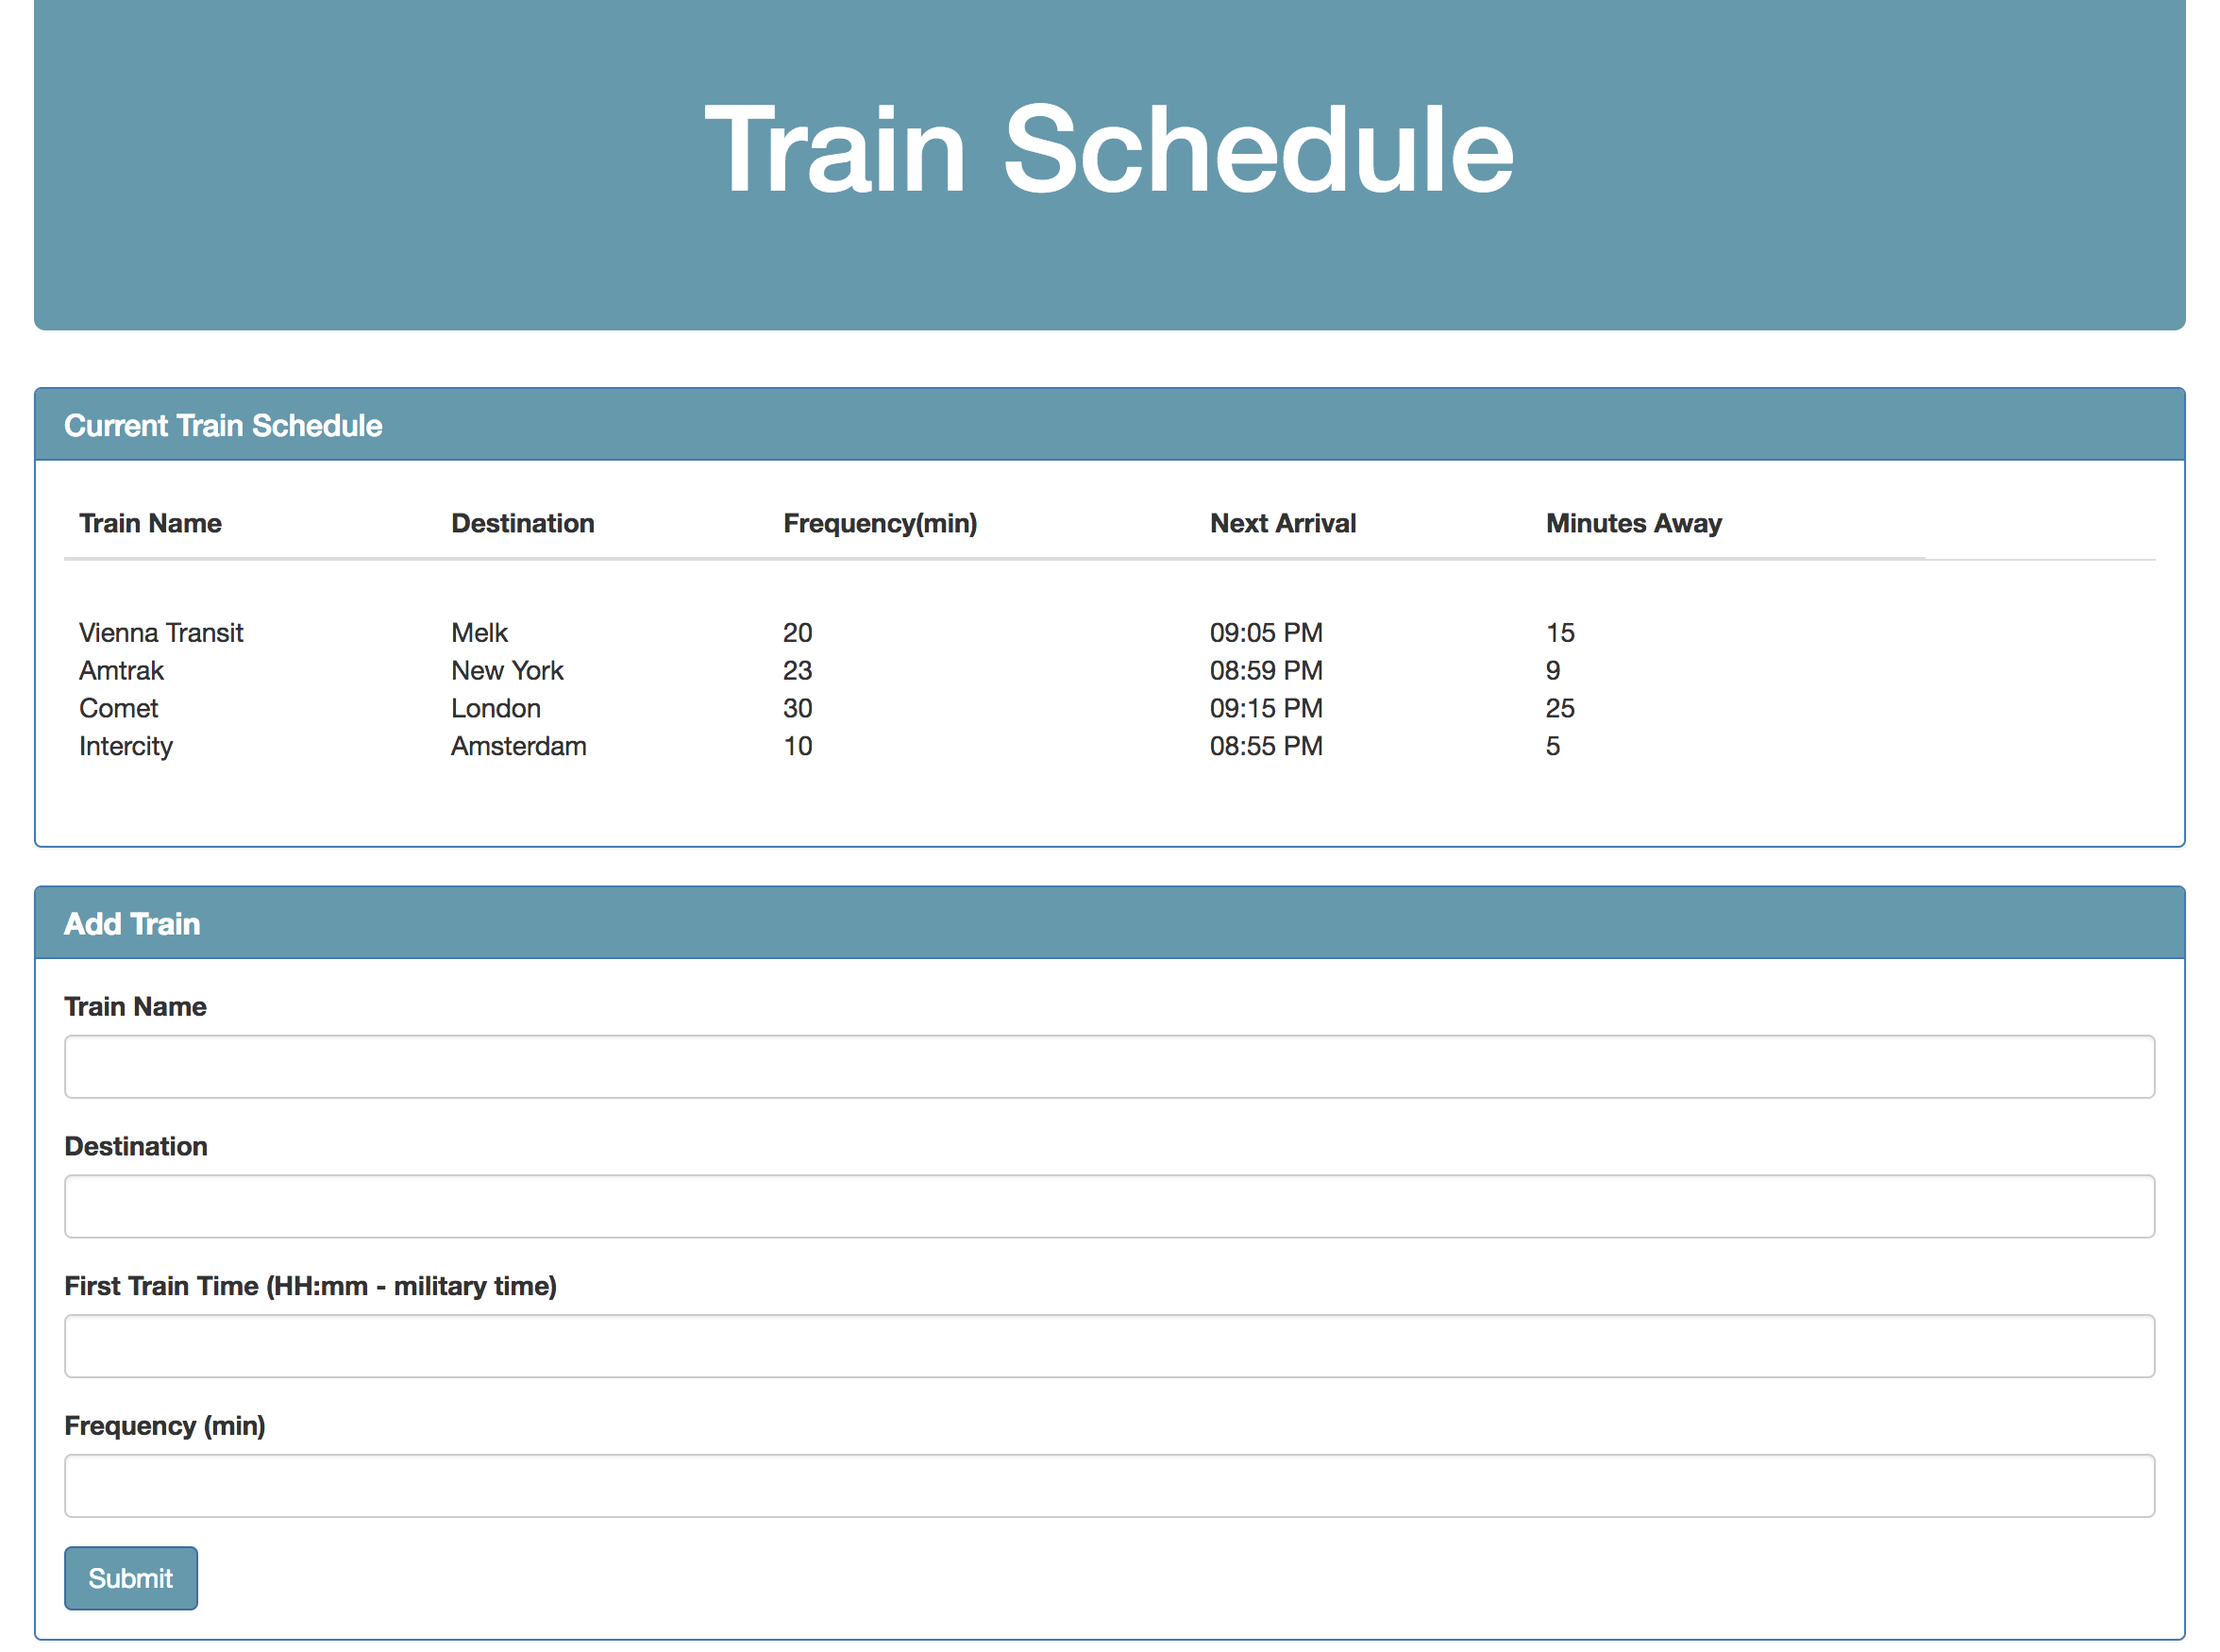 Train Schedule
Current Train Schedule
Train Name Destination Frequency(min) Next Arrival Minutes Away
Vienna Transit Melk 20 09:05 PM 15
Amtrak New York 23 08:59 PM 9
Comet London 30 09:15 PM 25
Intercity Amsterdam 10 08:55 PM 5
Add Train
Train Name
Destination
First Train Time (HH:mm - military time)
Frequency (min)
Submit